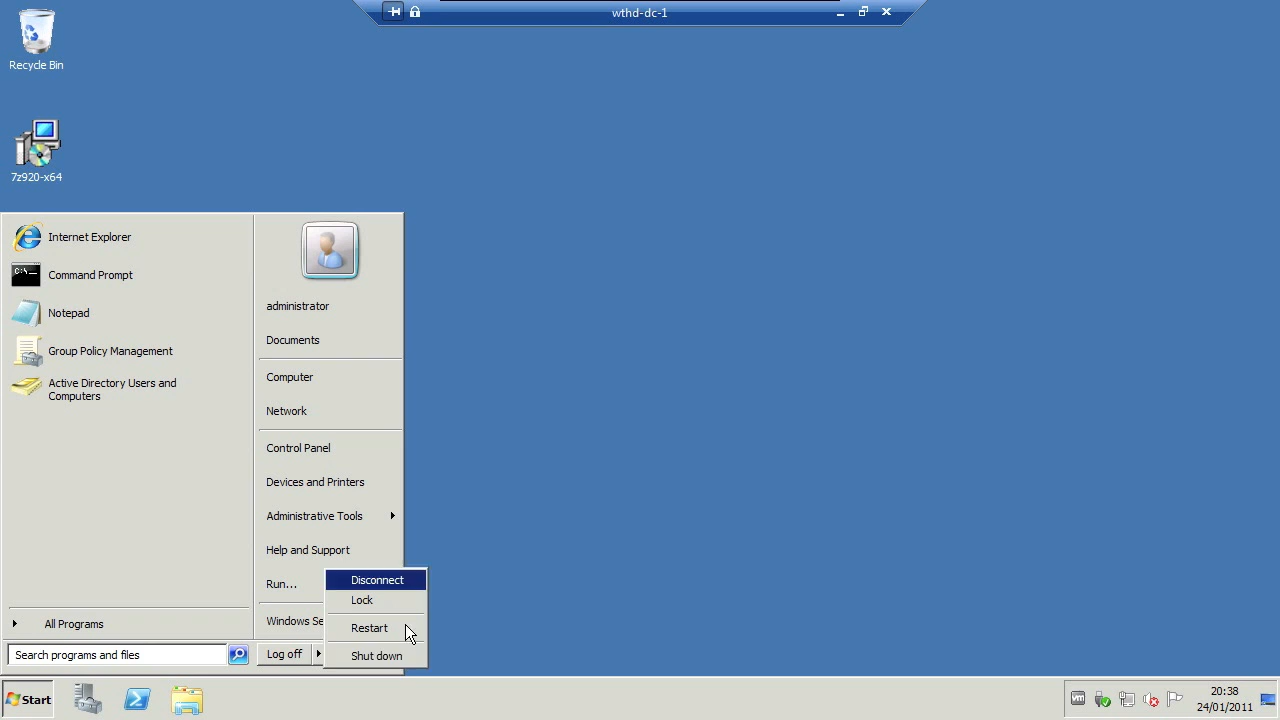 wthd-dc-1
Recycle Bin
7z920-x64
Internet Explorer
Command Prompt
Notepad
Group Policy Management
Active Directory Users and
Computers
All Programs
Search programs and files
administrator
Documents
Computer
Network
Control Panel
Devices and Printers
Administrative Tools
Help and Support
Run...
Windows Se
Log off
Disconnect
Lock
Restart
Shut down
Start
20:38
24/01/2011